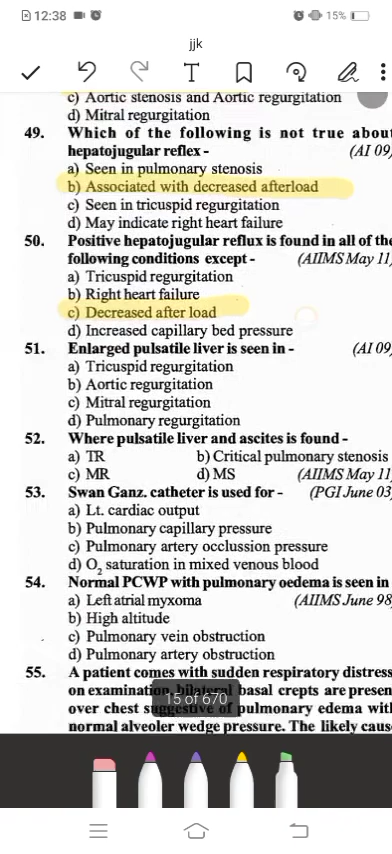 12:38
15%
jjk
T
c) Aortic stenosis and Aortic regurgitation
d) Mitral regurgitation
49. Which of the following is not true abou
hepatojugular reflex - (AI 09
a) Seen in pulmonary stenosis
b) Associated with decreased afterload
c) Seen in tricuspid regurgitation
d) May indicate right heart failure
50. Positive hepatojugular reflux is found in all of the
following conditions except - (AIIMS May 11
a) Tricuspid regurgitation
b) Right heart failure
c) Decreased after load
d) Increased capillary bed pressure
51. Enlarged pulsatile liver is seen in - (AI 09
a) Tricuspid regurgitation
b) Aortic regurgitation
c) Mitral regurgitation
d) Pulmonary regurgitation
52. Where pulsatile liver and ascites is found -
a) TR b) Critical pulmonary stenosis
c) MR d) MS (AIIMS May 11
53. Swan Ganz. catheter is used for - (PGI June 03
a) Lt. cardiac output
b) Pulmonary capillary pressure
c) Pulmonary artery occlussion pressure
d) O₂ saturation in mixed venous blood
54. Normal PCWP with pulmonary oedema is seen in
a) Left atrial myxoma (AIIMS June 98
b) High altitude
c) Pulmonary vein obstruction
d) Pulmonary artery obstruction
55. A patient comes with sudden respiratory distress
on examination, bilateral basal crepts are presen
15 of 670
over chest suggestive of pulmonary edema wit
normal alveoler wedge pressure. The likely caus